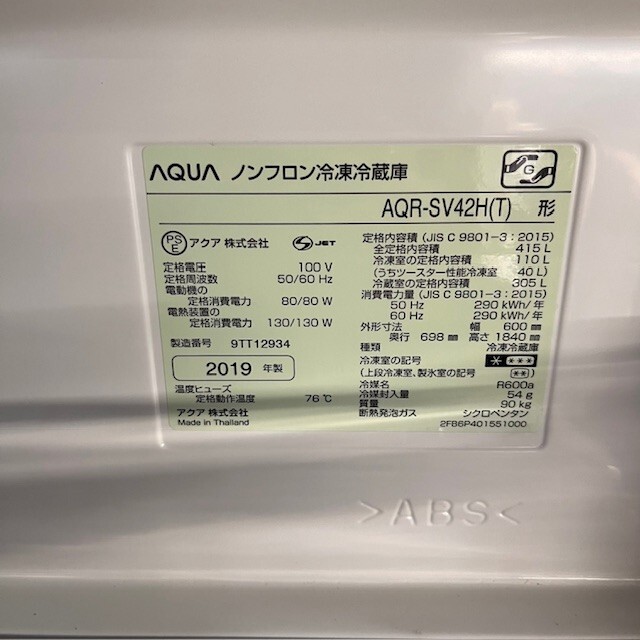 AQUA ノンフロン冷凍冷蔵庫
G
AQR-SV42H(T) 形
PS E アクア 株式会社 S JET
定格電圧 100 V
定格周波数 50/60 Hz
電動機の
定格消費電力 80/80 W
電熱装置の
定格消費電力 130/130 W
製造番号 9TT12934
2019 年製
温度ヒューズ
定格動作温度 76 ℃
アクア 株式会社
Made in Thailand
定格内容積 (JIS C 9801-3 : 2015)
全定格内容積 415 L
冷凍室の定格内容積 110 L
(うちツースター性能冷凍室 40 L)
冷蔵室の定格内容積 305 L
消費電力量 (JIS C 9801-3 : 2015)
50 Hz 290 kWh/年
60 Hz 290 kWh/年
外形寸法 幅 600 mm
奥行 698 mm 高さ 1840 mm
種類 冷凍冷蔵庫
冷凍室の記号 * ***
(上段冷凍室、製氷室の記号 **)
冷媒名 R600a
冷媒封入量 54 g
質量 90 kg
断熱発泡ガス シクロペンタン
2FB6P401551000
>ABS<